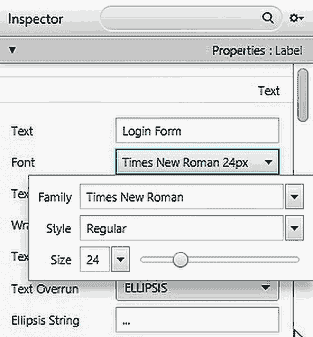 Inspector
Properties : Label
Text
Text Login Form
Font Times New Roman 24px
Family Times New Roman
Style Regular
Size 24
Text Overrun ELLIPSIS
Ellipsis String ...